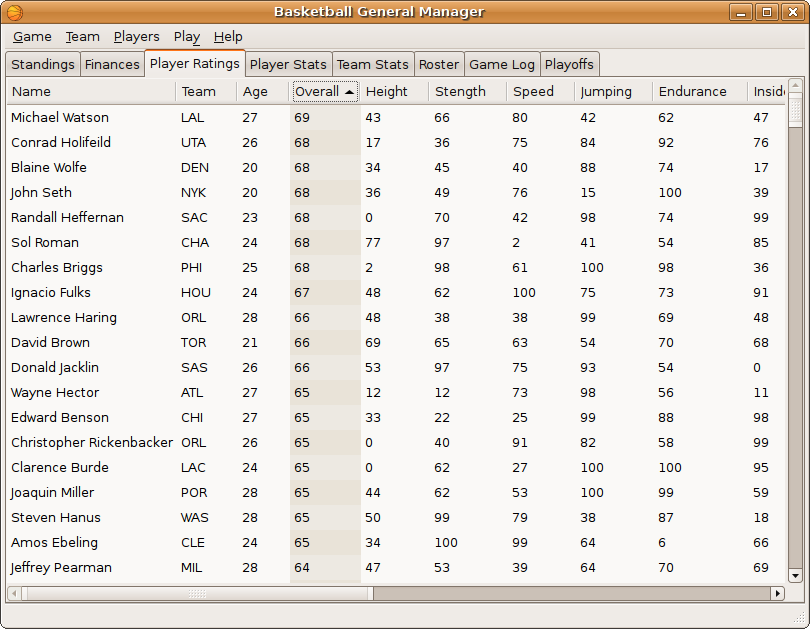 Basketball General Manager
Game Team Players Play Help
Standings Finances Player Ratings Player Stats Team Stats Roster Game Log Playoffs
Name Team Age Overall Height Stength Speed Jumping Endurance Insid
Michael Watson LAL 27 69 43 66 80 42 62 47
Conrad Holifeild UTA 26 68 17 36 75 84 92 76
Blaine Wolfe DEN 20 68 34 45 40 88 74 17
John Seth NYK 20 68 36 49 76 15 100 39
Randall Heffernan SAC 23 68 0 70 42 98 74 99
Sol Roman CHA 24 68 77 97 2 41 54 85
Charles Briggs PHI 25 68 2 98 61 100 98 36
Ignacio Fulks HOU 24 67 48 62 100 75 73 91
Lawrence Haring ORL 28 66 48 38 38 99 69 48
David Brown TOR 21 66 69 65 63 54 70 68
Donald Jacklin SAS 26 66 53 97 75 93 54 0
Wayne Hector ATL 27 65 12 12 73 98 56 11
Edward Benson CHI 27 65 33 22 25 99 88 98
Christopher Rickenbacker ORL 26 65 0 40 91 82 58 99
Clarence Burde LAC 24 65 0 62 27 100 100 95
Joaquin Miller POR 28 65 44 62 53 100 99 59
Steven Hanus WAS 28 65 50 99 79 38 87 18
Amos Ebeling CLE 24 65 34 100 99 64 6 66
Jeffrey Pearman MIL 28 64 47 53 39 64 70 69